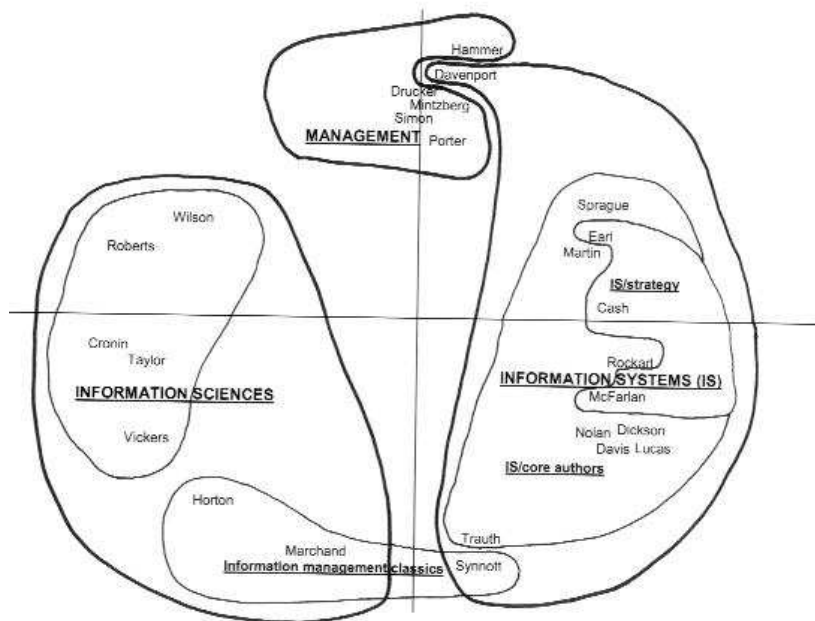 Hammer
Davenport
Drucker
Mintzberg
Simon
MANAGEMENT
Porter
Sprague
Wilson
Roberts
Earl
Martin
IS/strategy
Cash
Cronin
Taylor
Rockart
INFORMATION SCIENCES
INFORMATION SYSTEMS (IS)
McFarlan
Vickers
Nolan Dickson
Davis Lucas
IS/core authors
Horton
Trauth
Marchand
Information management classics
Synnott